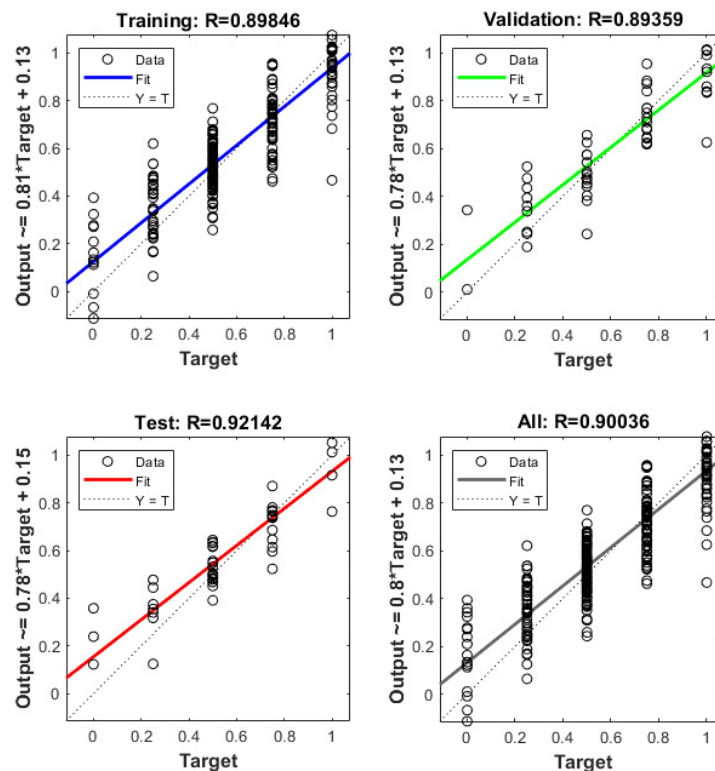 Training: R=0.89846
Output ~= 0.81*Target + 0.13
Data
Fit
Y = T
1
0.8
0.6
0.4
0.2
0
0 0.2 0.4 0.6 0.8 1
Target
Validation: R=0.89359
Output ~= 0.78*Target + 0.13
Data
Fit
Y = T
1
0.8
0.6
0.4
0.2
0
0 0.2 0.4 0.6 0.8 1
Target
Test: R=0.92142
Output ~= 0.78*Target + 0.15
Data
Fit
Y = T
1
0.8
0.6
0.4
0.2
0
0 0.2 0.4 0.6 0.8 1
Target
All: R=0.90036
Output ~= 0.8*Target + 0.13
Data
Fit
Y = T
1
0.8
0.6
0.4
0.2
0
0 0.2 0.4 0.6 0.8 1
Target